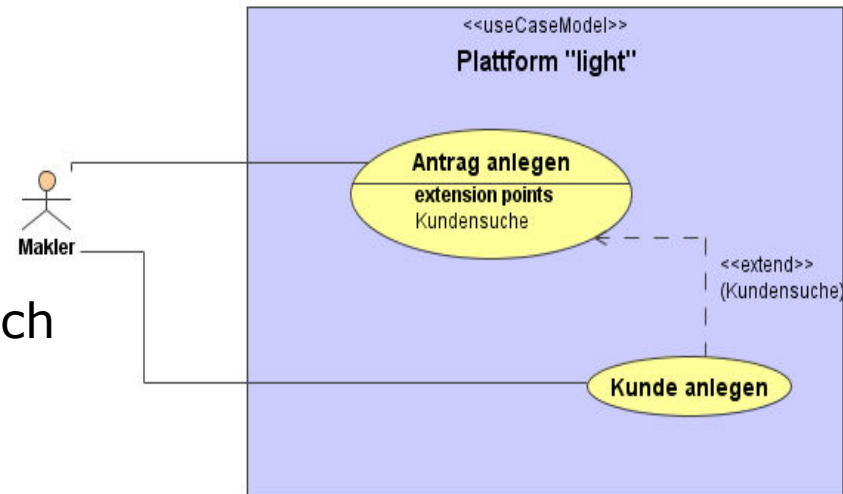 <<useCaseModel>>
Plattform "light"
Antrag anlegen
extension points
Kundensuche
Makler
<<extend>>
(Kundensuche)
ch
Kunde anlegen